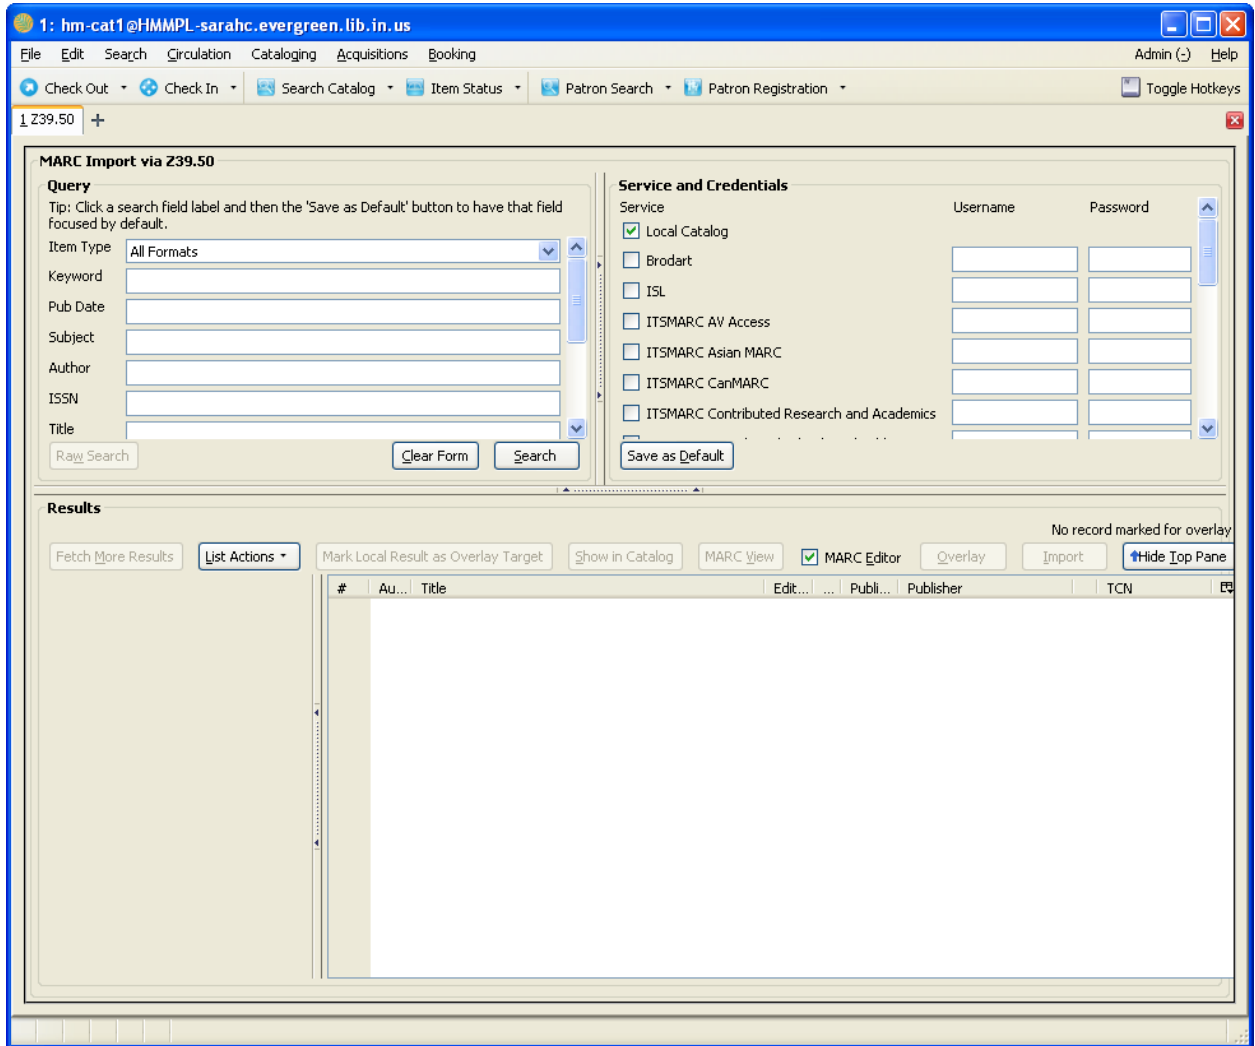 1: hm-cat1@HMMPL-sarahc.evergreen.lib.in.us
File Edit Search Circulation Cataloging Acquisitions Booking Admin (-) Help
Check Out Check In Search Catalog Item Status Patron Search Patron Registration Toggle Hotkeys
1 Z39.50 +
MARC Import via Z39.50
Query
Tip: Click a search field label and then the 'Save as Default' button to have that field
focused by default.
Item Type All Formats
Keyword
Pub Date
Subject
Author
ISSN
Title
Raw Search Clear Form Search
Service and Credentials
Service Username Password
Local Catalog
Brodart
ISL
ITSMARC AV Access
ITSMARC Asian MARC
ITSMARC CanMARC
ITSMARC Contributed Research and Academics
Save as Default
Results
No record marked for overlay
Fetch More Results List Actions Mark Local Result as Overlay Target Show in Catalog MARC View MARC Editor Overlay Import Hide Top Pane
# Au... Title Edit... ... Publi... Publisher TCN